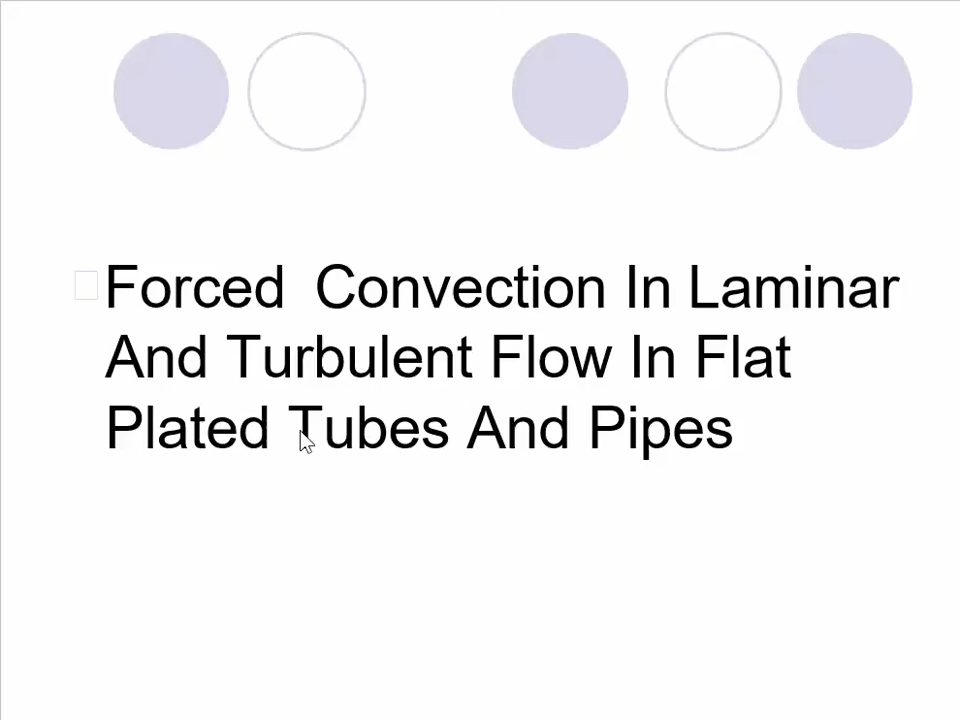 Forced  Convection In Laminar
And Turbulent Flow In Flat
Plated Tubes And Pipes